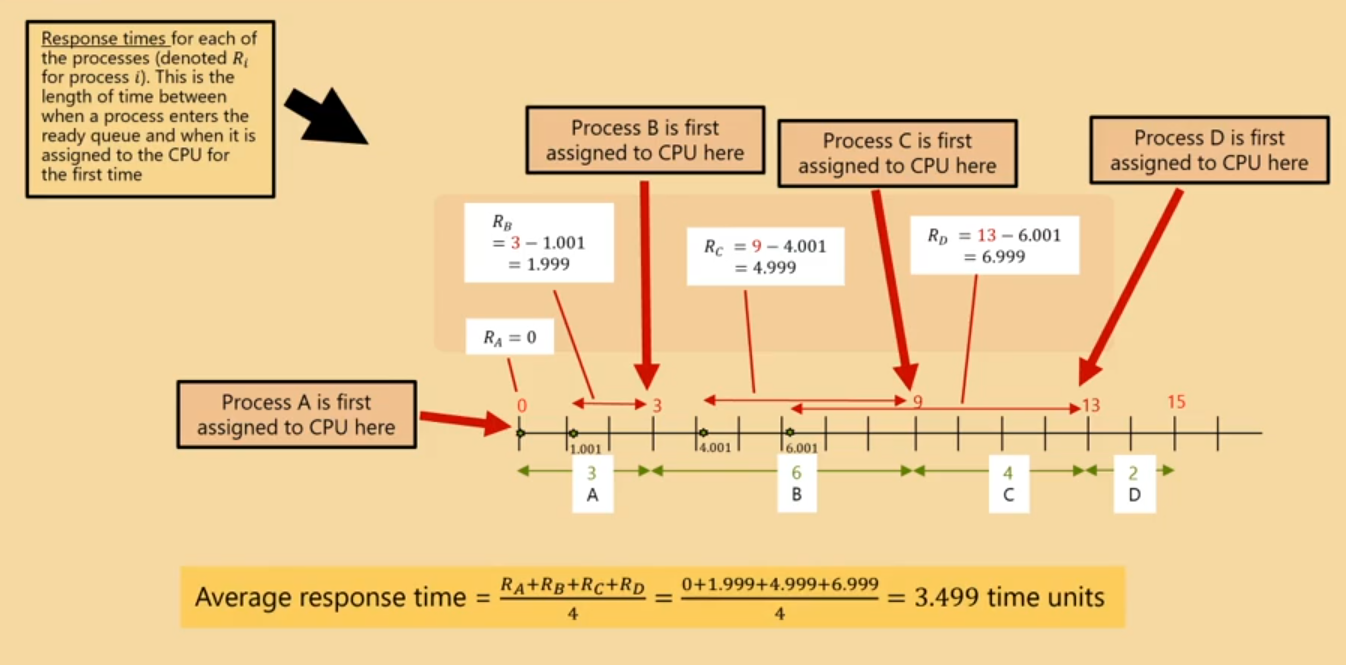 Response times for each of
the processes (denoted Rᵢ
for process i). This is the
length of time between
when a process enters the
ready queue and when it is
assigned to the CPU for
the first time
Process B is first
assigned to CPU here
Process C is first
assigned to CPU here
Process D is first
assigned to CPU here
R_B
= 3 − 1.001
= 1.999
R_C = 9 − 4.001
= 4.999
R_D = 13 − 6.001
= 6.999
R_A = 0
Process A is first
assigned to CPU here
0 3 9 13 15
1.001 4.001 6.001
3 6 4 2
A B C D
Average response time = (R_A+R_B+R_C+R_D)/4 = (0+1.999+4.999+6.999)/4 = 3.499 time units